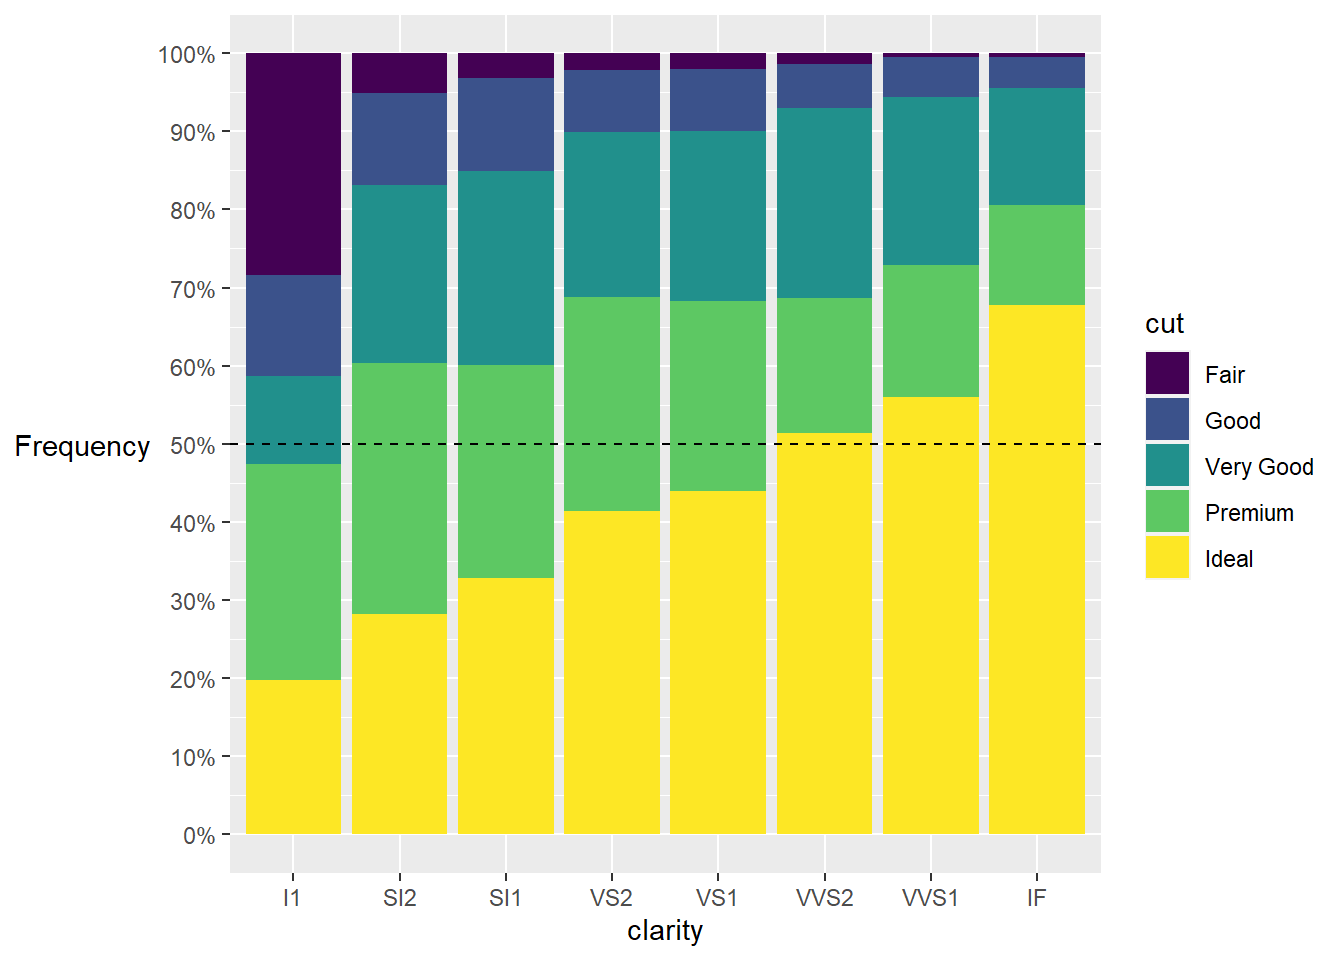 100%
90%
80%
70%
60%
50%
40%
30%
20%
10%
0%
Frequency
I1 SI2 SI1 VS2 VS1 VVS2 VVS1 IF
clarity
cut
Fair
Good
Very Good
Premium
Ideal